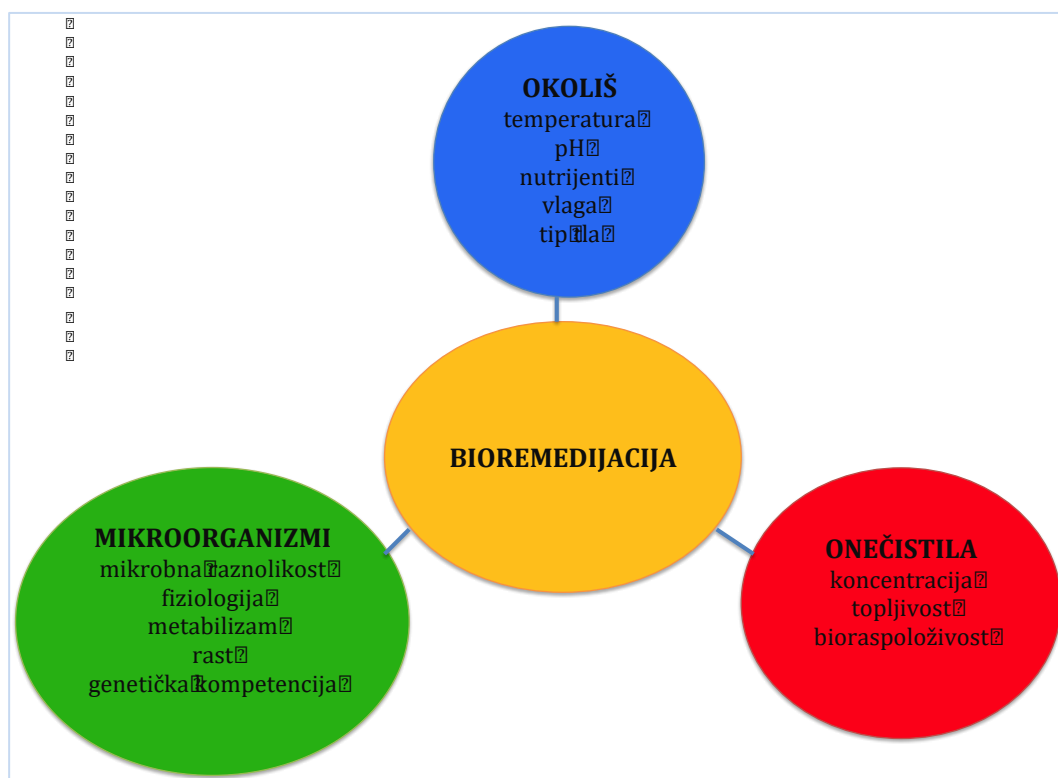 OKOLIŠ
temperatura
pH
nutrijenti
vlaga
tip tla
BIOREMEDIJACIJA
MIKROORGANIZMI
mikrobna raznolikost
fiziologija
metabilizam
rast
genetička kompetencija
ONEČISTILA
koncentracija
topljivost
bioraspoloživost